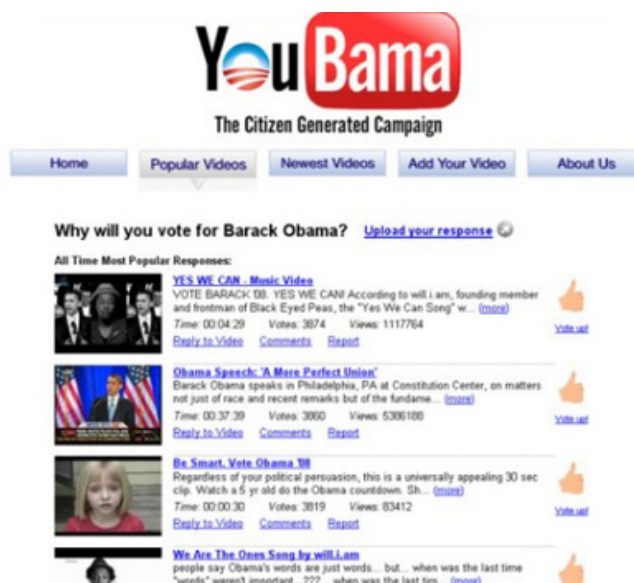 YouBama
The Citizen Generated Campaign
Home Popular Videos Newest Videos Add Your Video About Us
Why will you vote for Barack Obama? Upload your response
All Time Most Popular Responses:
YES WE CAN - Music Video
VOTE BARACK '08. YES WE CAN! According to will.i.am, founding member
and frontman of Black Eyed Peas, the "Yes We Can Song" w... (more)
Time: 00:04:29 Votes: 3874 Views: 1117764
Reply to Video Comments Report
Vote up!
Obama Speech: 'A More Perfect Union'
Barack Obama speaks in Philadelphia, PA at Constitution Center, on matters
not just of race and recent remarks but of the fundame... (more)
Time: 00:37:39 Votes: 3860 Views: 5386188
Reply to Video Comments Report
Vote up!
Be Smart, Vote Obama '08
Regardless of your political persuasion, this is a universally appealing 30 sec
clip. Watch a 5 yr old do the Obama countdown. Sh... (more)
Time: 00:00:30 Votes: 3819 Views: 83412
Reply to Video Comments Report
Vote up!
We Are The Ones Song by will.i.am
people say Obama's words are just words... but... when was the last time
"words" weren't important...???... when was the last tim... (more)